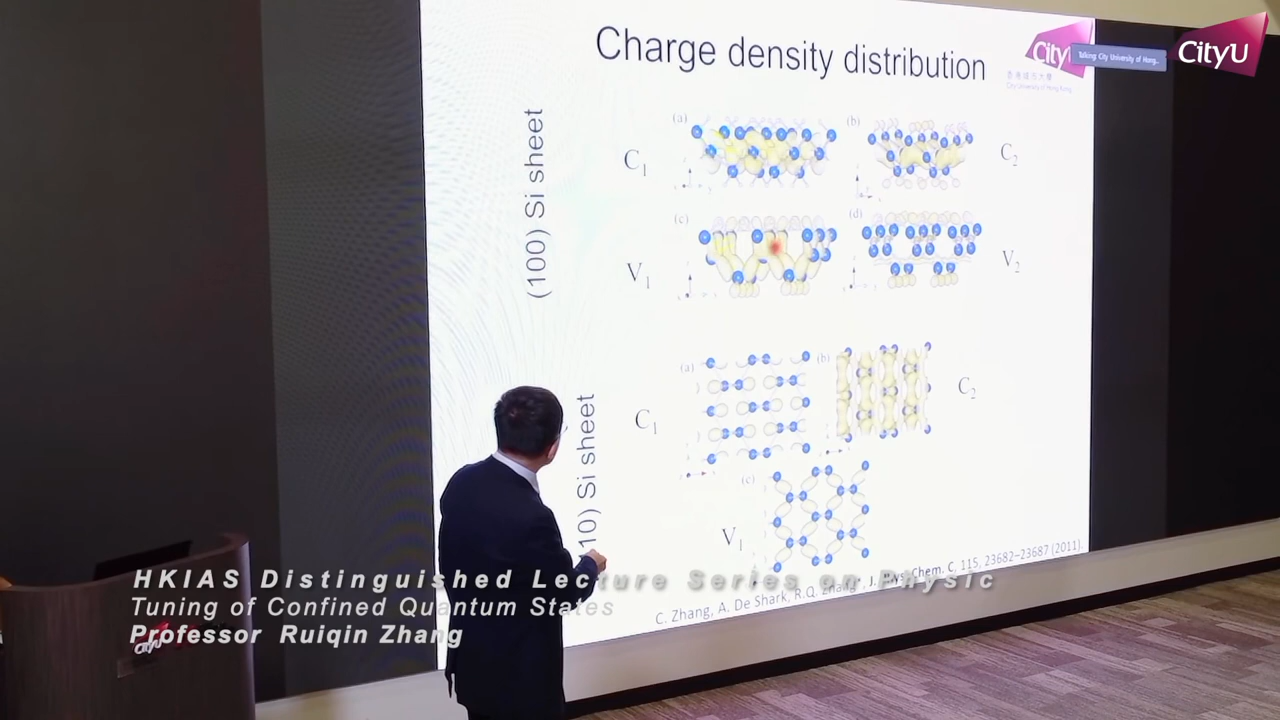 Charge density distribution
City
香港城市大學
City University of Hong Kong
Talking: City University of Hong...
CityU
(100) Si sheet
(a)
(b)
C1
C2
(c)
(d)
V1
V2
10) Si sheet
(a)
(b)
C1
C2
(c)
V1
C. Zhang, A. De Shark, R.Q. Zhang*, J. Phys. Chem. C, 115, 23682–23687 (2011).
HKIAS Distinguished Lecture Series on Physic
Tuning of Confined Quantum States
Professor Ruiqin Zhang